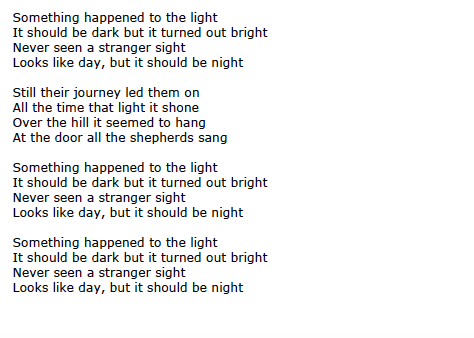 Something happened to the light
It should be dark but it turned out bright
Never seen a stranger sight
Looks like day, but it should be night

Still their journey led them on
All the time that light it shone
Over the hill it seemed to hang
At the door all the shepherds sang

Something happened to the light
It should be dark but it turned out bright
Never seen a stranger sight
Looks like day, but it should be night

Something happened to the light
It should be dark but it turned out bright
Never seen a stranger sight
Looks like day, but it should be night